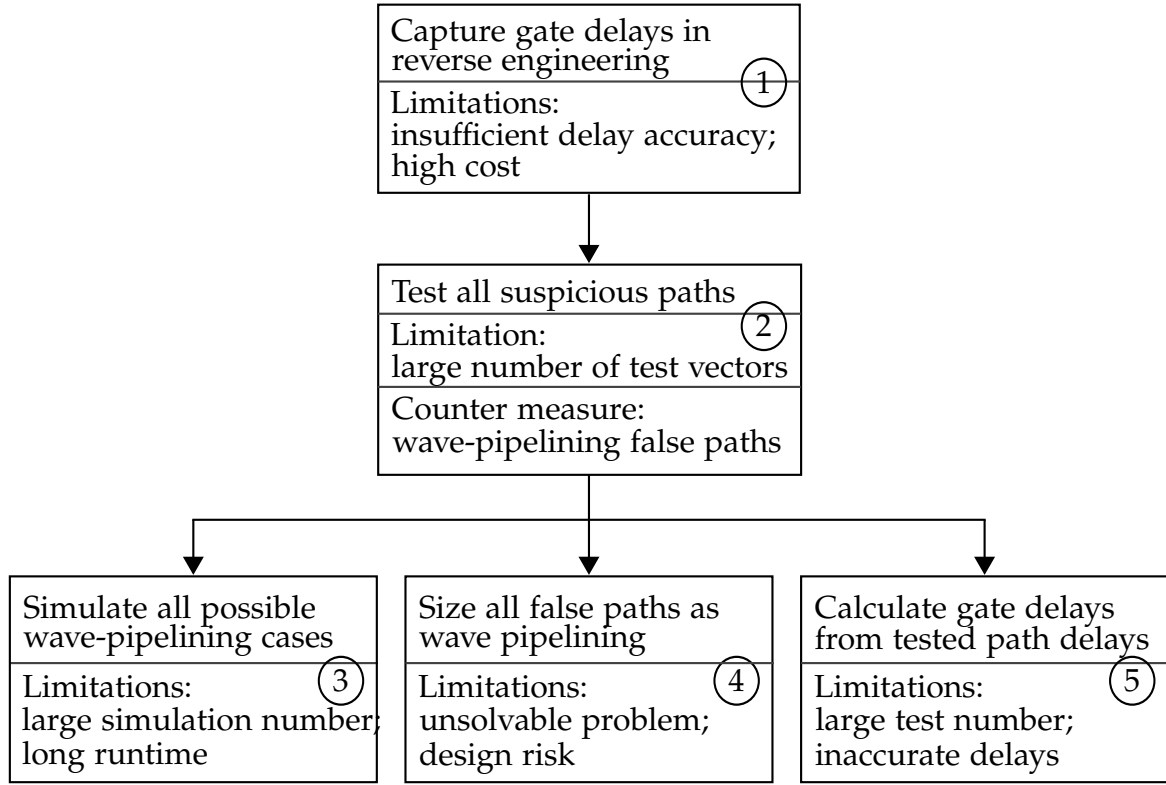 Capture gate delays in
reverse engineering
1
Limitations:
insufficient delay accuracy;
high cost
Test all suspicious paths
2
Limitation:
large number of test vectors
Counter measure:
wave-pipelining false paths
Simulate all possible
wave-pipelining cases
3
Limitations:
large simulation number;
long runtime
Size all false paths as
wave pipelining
4
Limitations:
unsolvable problem;
design risk
Calculate gate delays
from tested path delays
5
Limitations:
large test number;
inaccurate delays